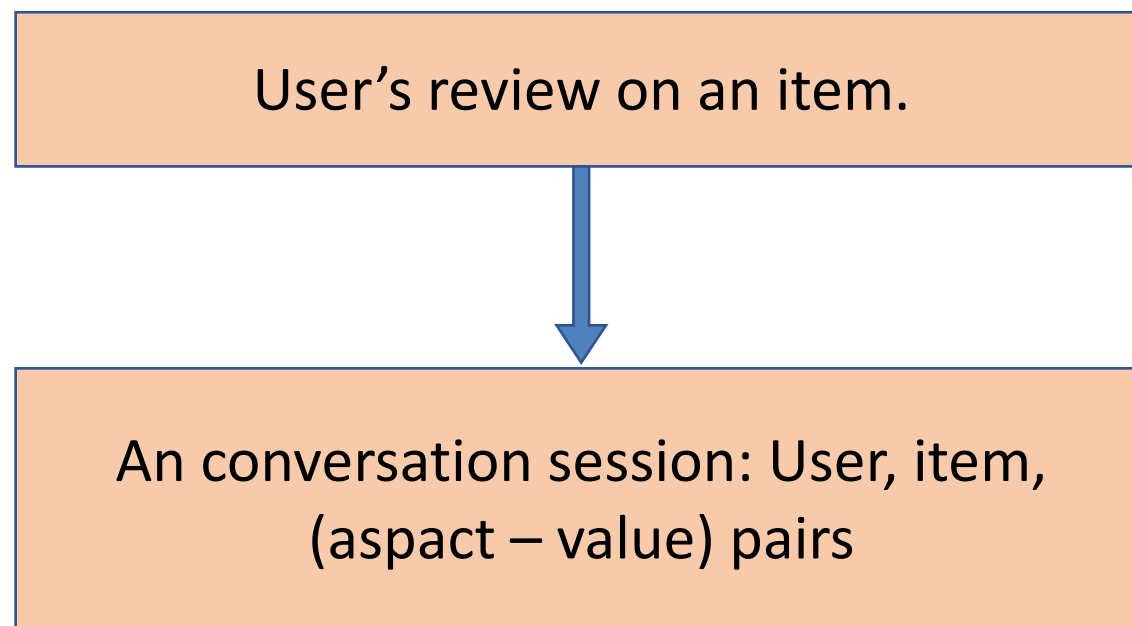 User’s review on an item.
An conversation session: User, item,
(aspact – value) pairs